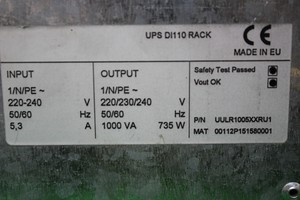 UPS DI110 RACK
CE
MADE IN EU
INPUT
1/N/PE ~
220-240 V
50/60 Hz
5,3 A
OUTPUT
1/N/PE ~
220/230/240 V
50/60 Hz
1000 VA 735 W
Safety Test Passed
Vout OK
P/N UULR1005XXRU1
MAT 00112P151580001